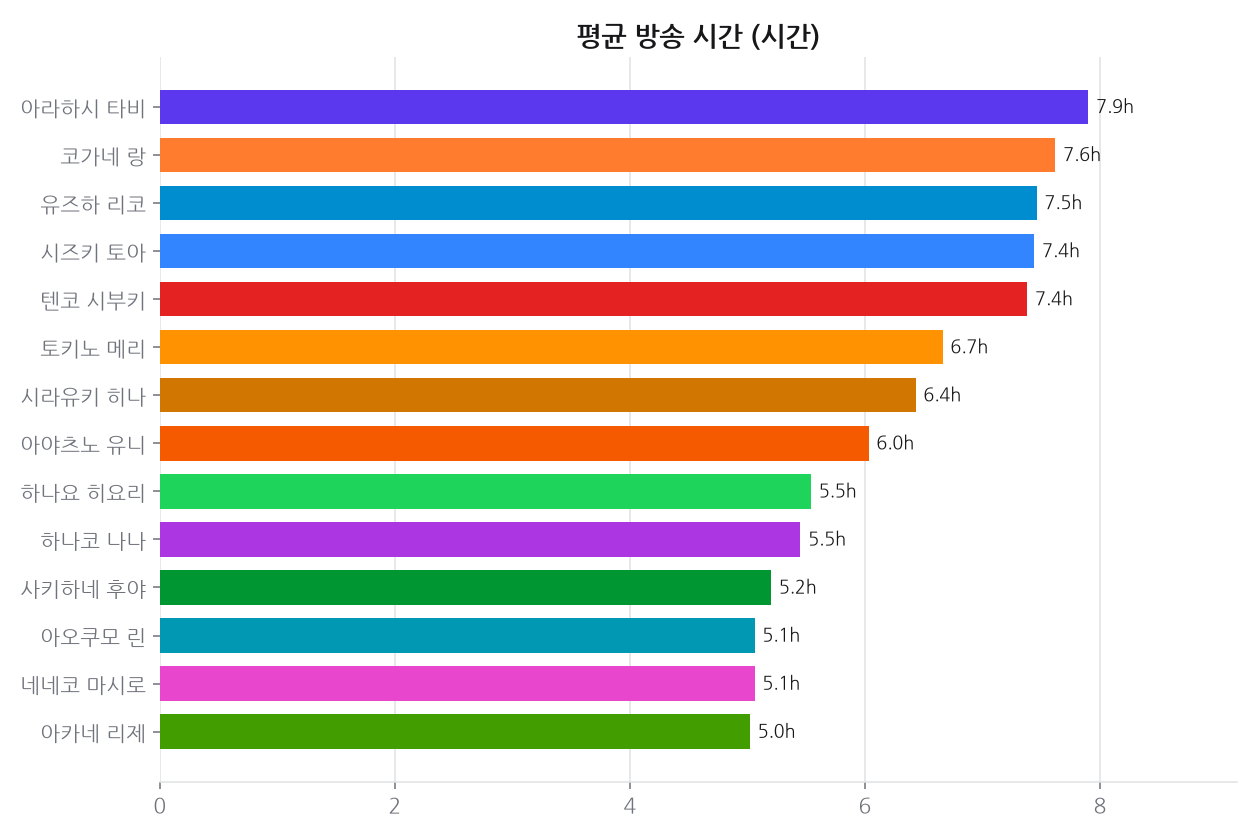 평균 방송 시간 (시간)
아라하시 타비 7.9h
코가네 랑 7.6h
유즈하 리코 7.5h
시즈키 토아 7.4h
텐코 시부키 7.4h
토키노 메리 6.7h
시라유키 히나 6.4h
아야츠노 유니 6.0h
하나요 히요리 5.5h
하나코 나나 5.5h
사키하네 후야 5.2h
아오쿠모 린 5.1h
네네코 마시로 5.1h
아카네 리제 5.0h
0 2 4 6 8